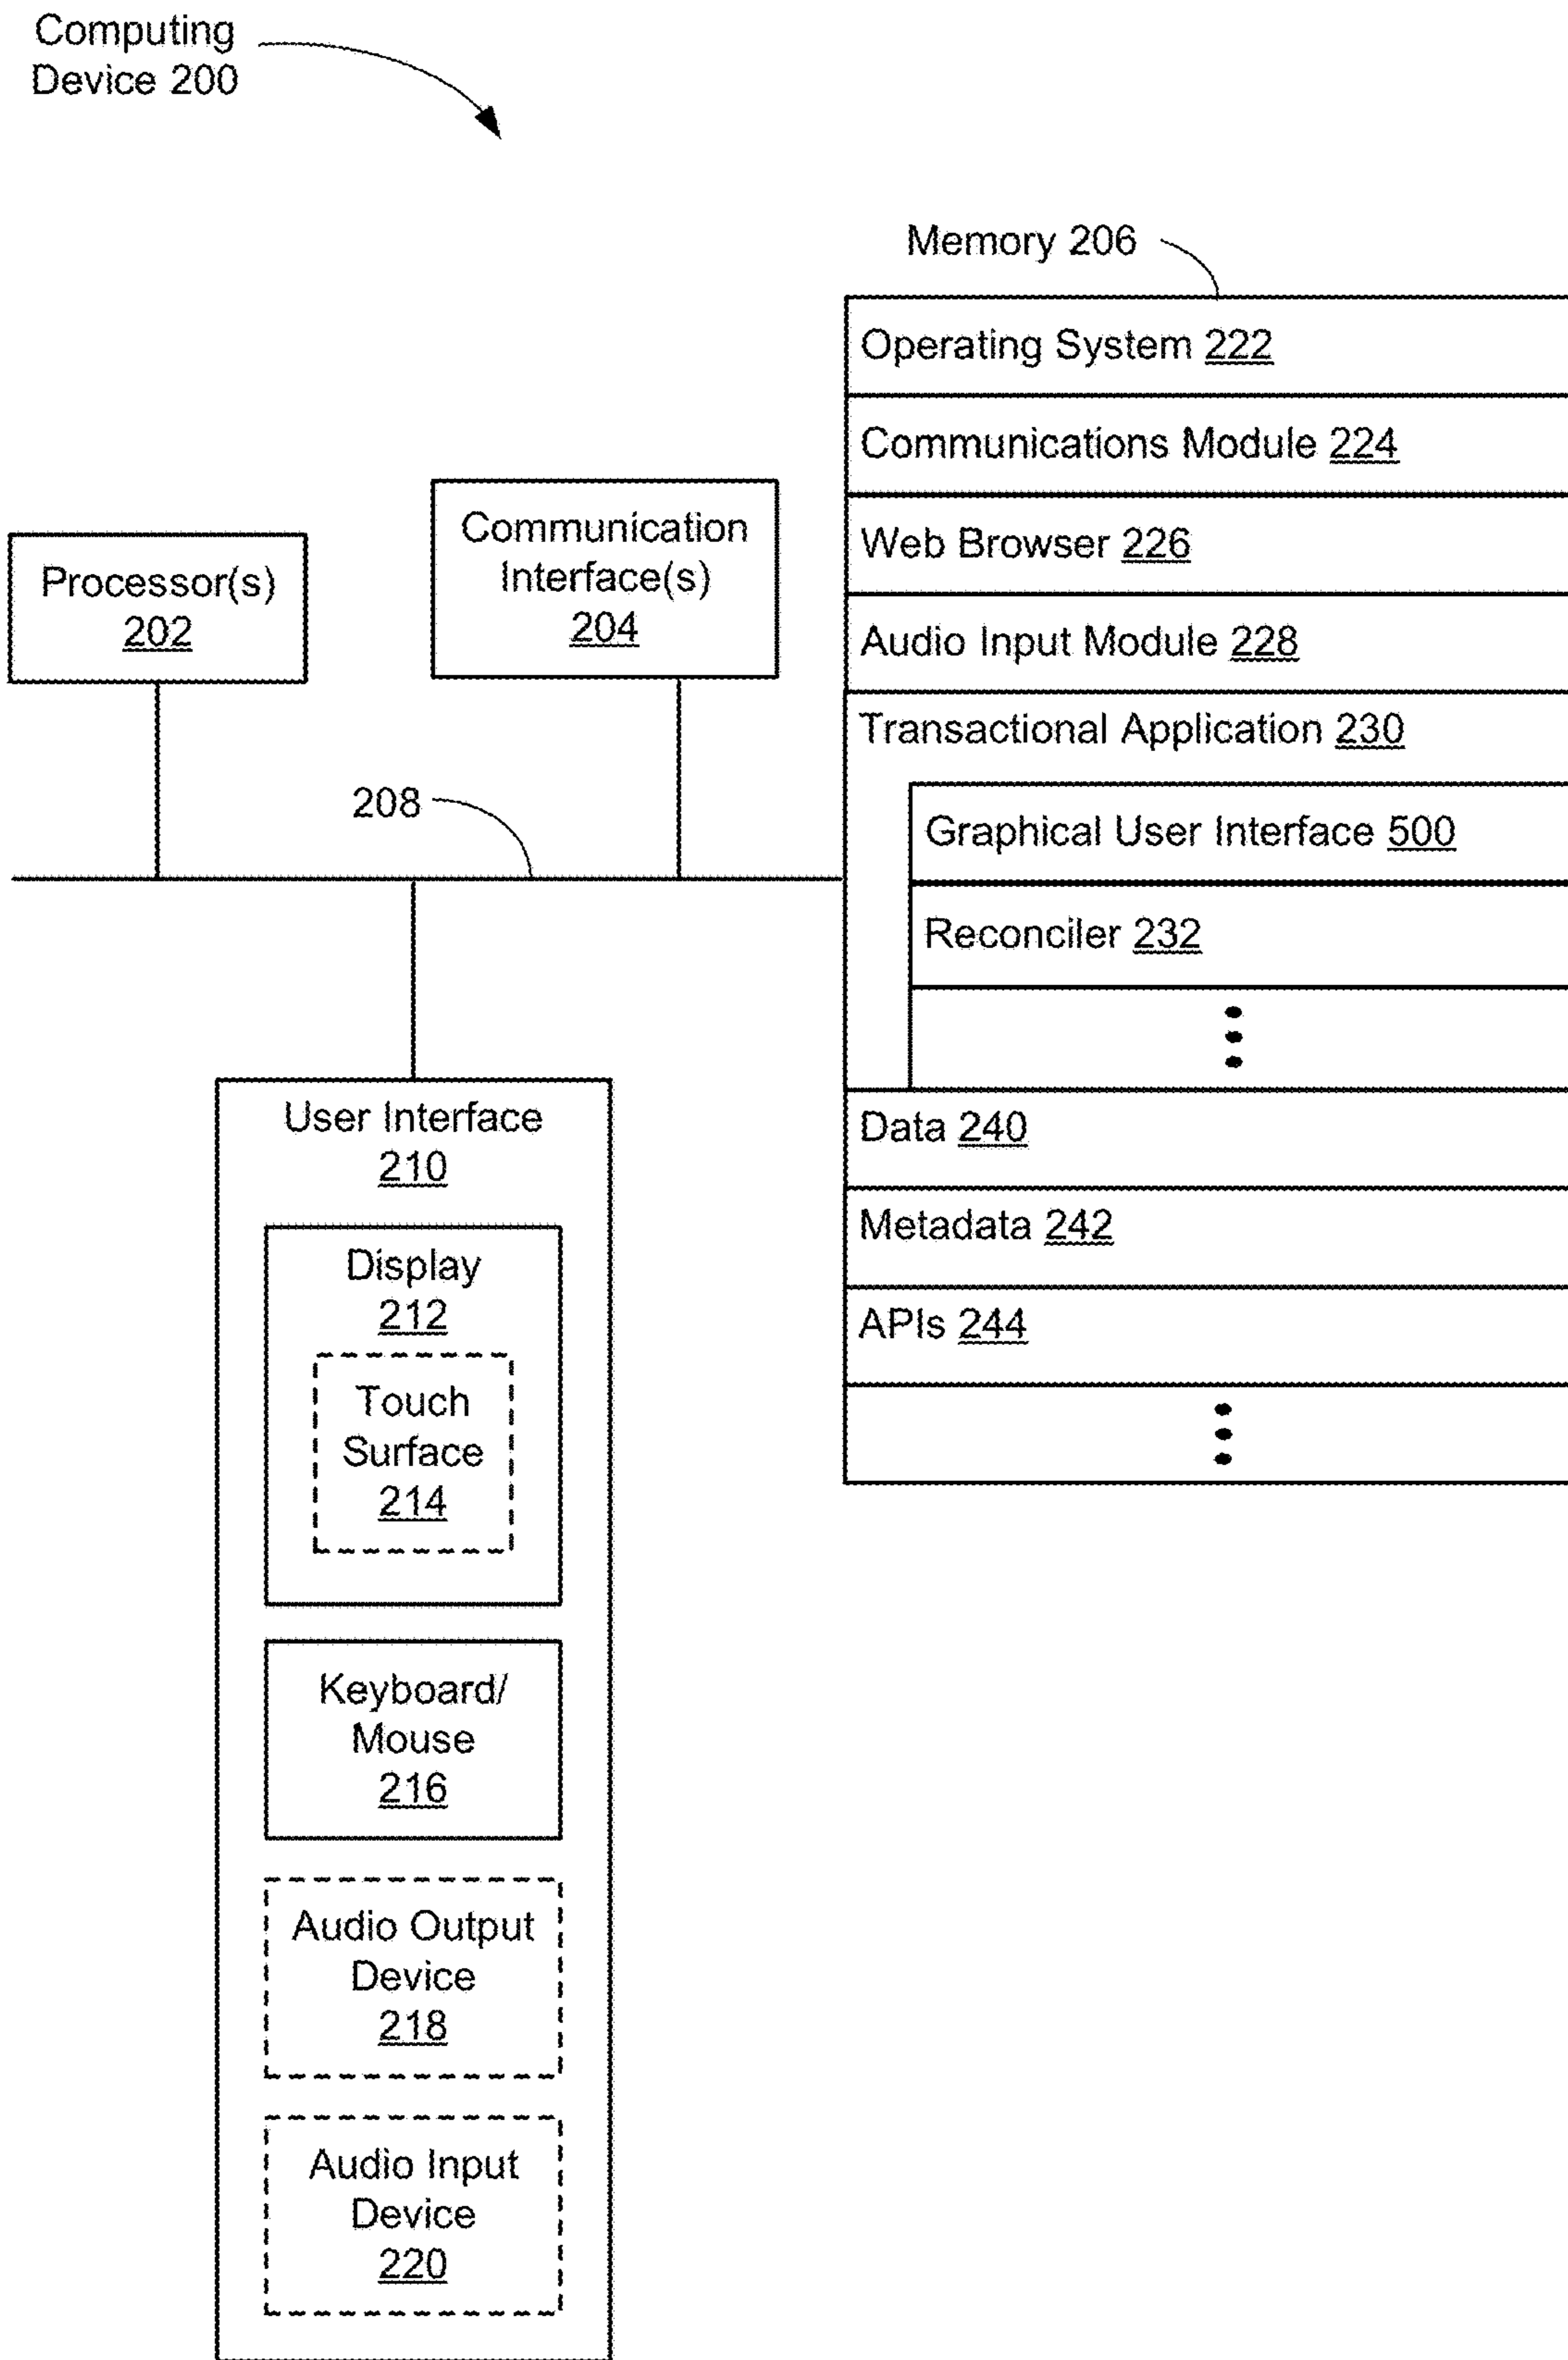 Computing
Device 200
Memory 206
Operating System 222
Communications Module 224
Web Browser 226
Audio Input Module 228
Transactional Application 230
Graphical User Interface 500
Reconciler 232
Data 240
Metadata 242
APIs 244
Processor(s)
202
Communication
Interface(s)
204
208
User Interface
210
Display
212
Touch
Surface
214
Keyboard/
Mouse
216
Audio Output
Device
218
Audio Input
Device
220